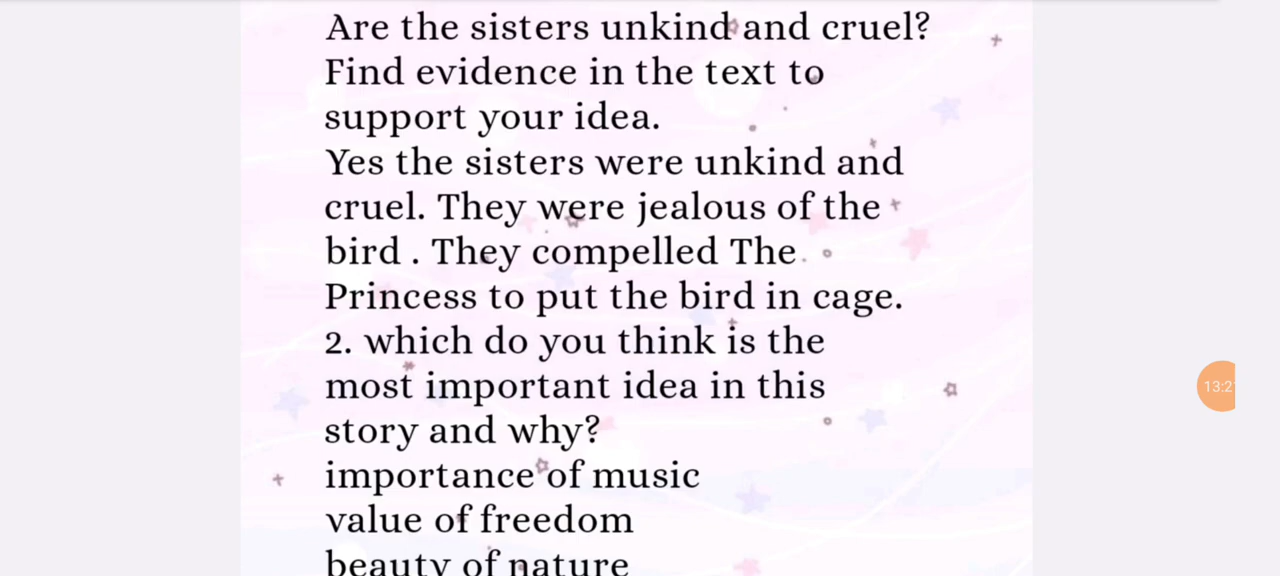 Are the sisters unkind and cruel?
Find evidence in the text to
support your idea.
Yes the sisters were unkind and
cruel. They were jealous of the
bird . They compelled The
Princess to put the bird in cage.
2. which do you think is the
most important idea in this
story and why?
importance of music
value of freedom
beauty of nature